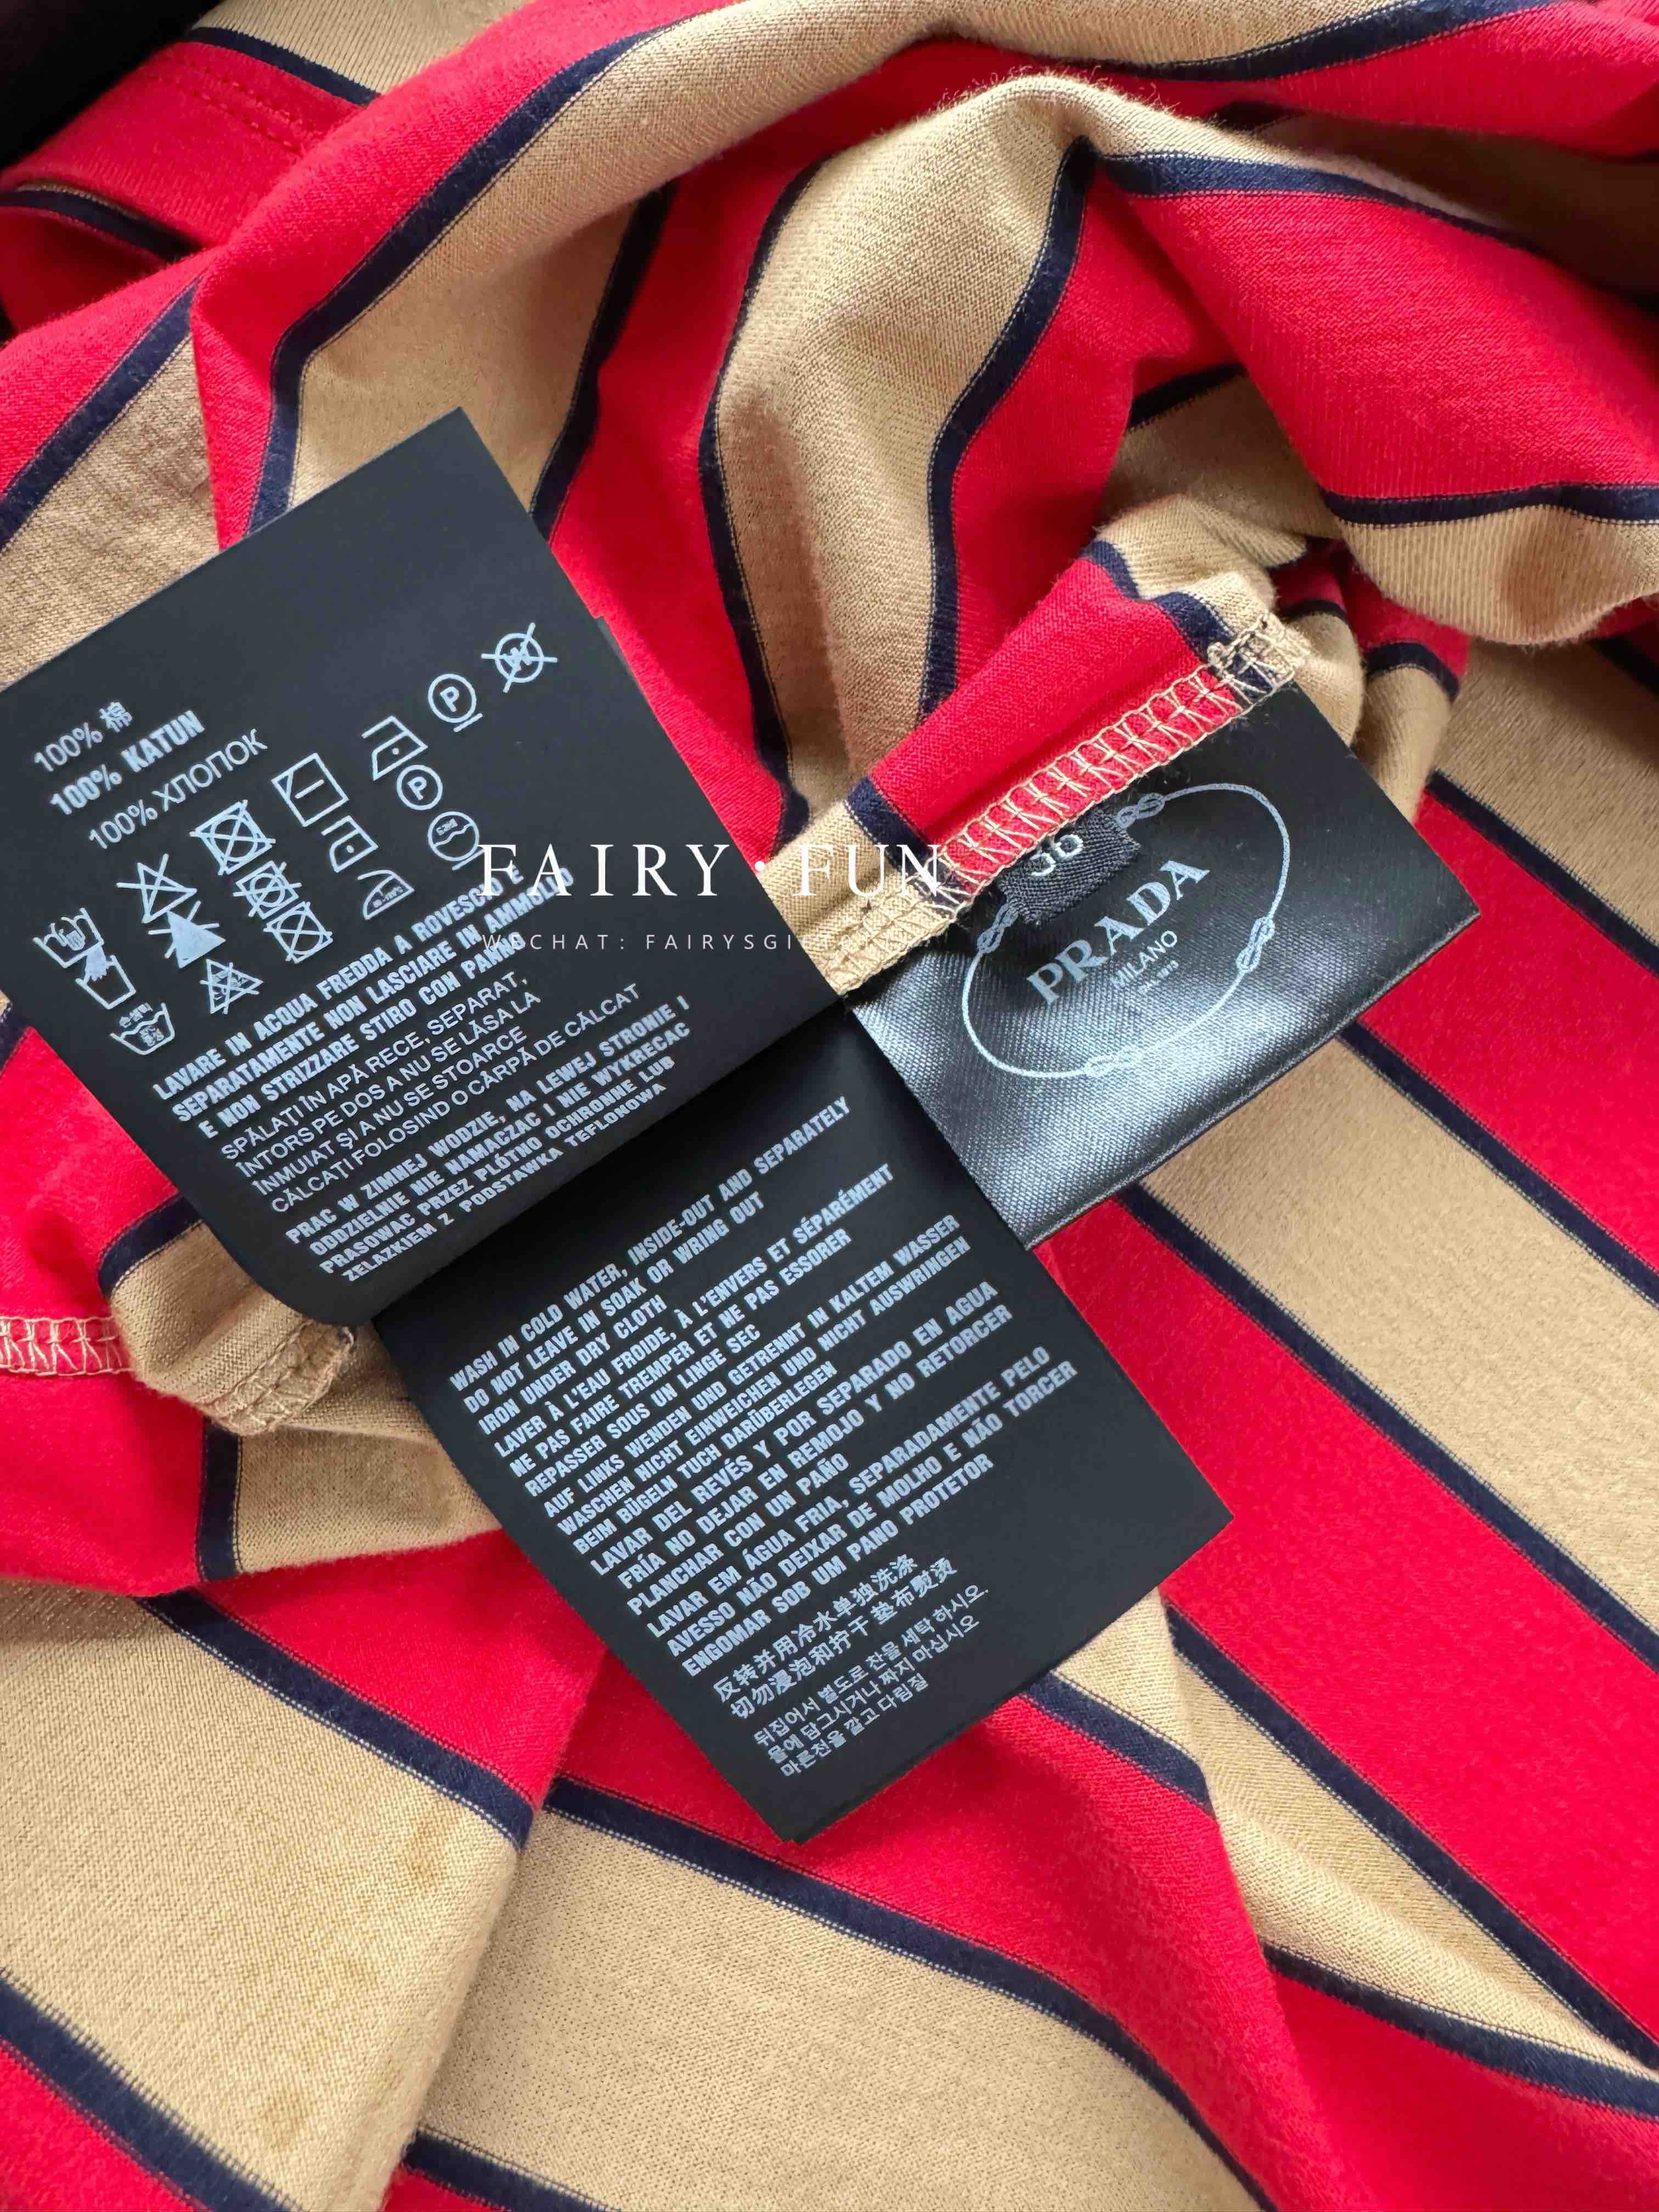 100% 棉
100% KATUN
100% ХЛОПОК
P
W
P
LAVARE IN ACQUA FREDDA A ROVESCIO E
SEPARATAMENTE NON LASCIARE IN AMMOLLO
E NON STRIZZARE STIRO CON PANNO
SPĂLAȚI ÎN APĂ RECE, SEPARAT,
ÎNTORS PE DOS A NU SE LĂSA LA
ÎNMUIAT ȘI A NU SE STOARCE
CĂLCAȚI FOLOSIND O CÂRPĂ DE CĂLCAT
PRAC W ZIMNEJ WODZIE, NA LEWEJ STRONIE I
ODDZIELNIE NIE NAMACZAC I NIE WYKRECAC
PRASOWAC PRZEZ PLÓTNO OCHRONNE LUB
ZELAZKIEM Z PODSTAWKA TEFLONOWA
FAIRY·FUN
WECHAT: FAIRYSGI
PRADA
MILANO
WASH IN COLD WATER, INSIDE-OUT AND SEPARATELY
DO NOT LEAVE IN SOAK OR WRING OUT
IRON UNDER DRY CLOTH
LAVER À L'EAU FROIDE, À L'ENVERS ET SÉPARÉMENT
NE PAS FAIRE TREMPER ET NE PAS ESSORER
REPASSER SOUS UN LINGE SEC
AUF LINKS WENDEN UND GETRENNT IN KALTEM WASSER
WASCHEN NICHT EINWEICHEN UND NICHT AUSWRINGEN
BEIM BÜGELN TUCH DARÜBERLEGEN
LAVAR DEL REVÉS Y POR SEPARADO EN AGUA
FRÍA NO DEJAR EN REMOJO Y NO RETORCER
PLANCHAR CON UN PAÑO
LAVAR EM ÁGUA FRIA, SEPARADAMENTE PELO
AVESSO NÃO DEIXAR DE MOLHO E NÃO TORCER
ENGOMAR SOB UM PANO PROTETOR
反转并用冷水单独洗涤
切勿浸泡和拧干 垫布熨烫
뒤집어서 별도로 찬물 세탁 하시오.
물에 담그시거나 짜지 마십시오
마른천을 깔고 다림질